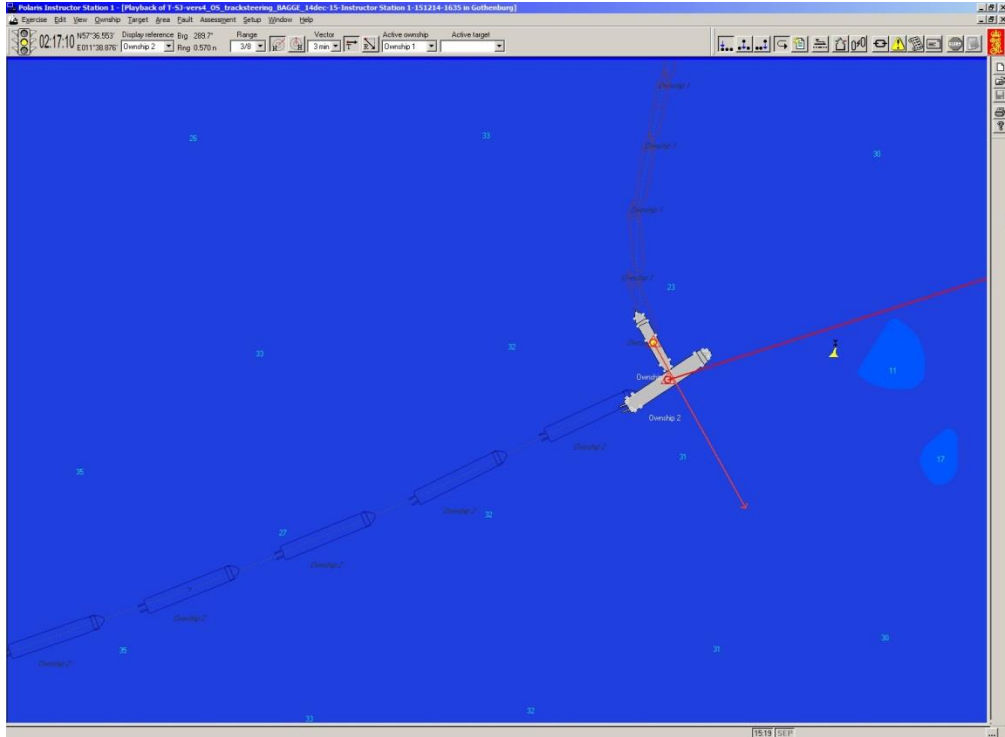 Polaris Instructor Station 1 - [Playback of T-SJ-vers4_OS_tracksteering_BAGGE_14dec-15-Instructor Station 1-151214-1635 in Gothenburg]
Exercise Edit View Ownship Target Area Fault Assessment Setup Window Help
02:17:10
N57°36.553'
E011°38.876'
Display reference
Ownship 2
Brg 289.7°
Rng 0.570 n
Range
3/8
Vector
3 min
Active ownship
Ownship 1
Active target
Ownship 1
26
33
Ownship 1
30
Ownship 1
Ownship 1
23
32
33
11
Ownship 2
Ownship 2
31
17
35
Ownship 2
32
27
Ownship 2
Ownship 2
35
Ownship 2
30
31
32
33
15:19 SEP